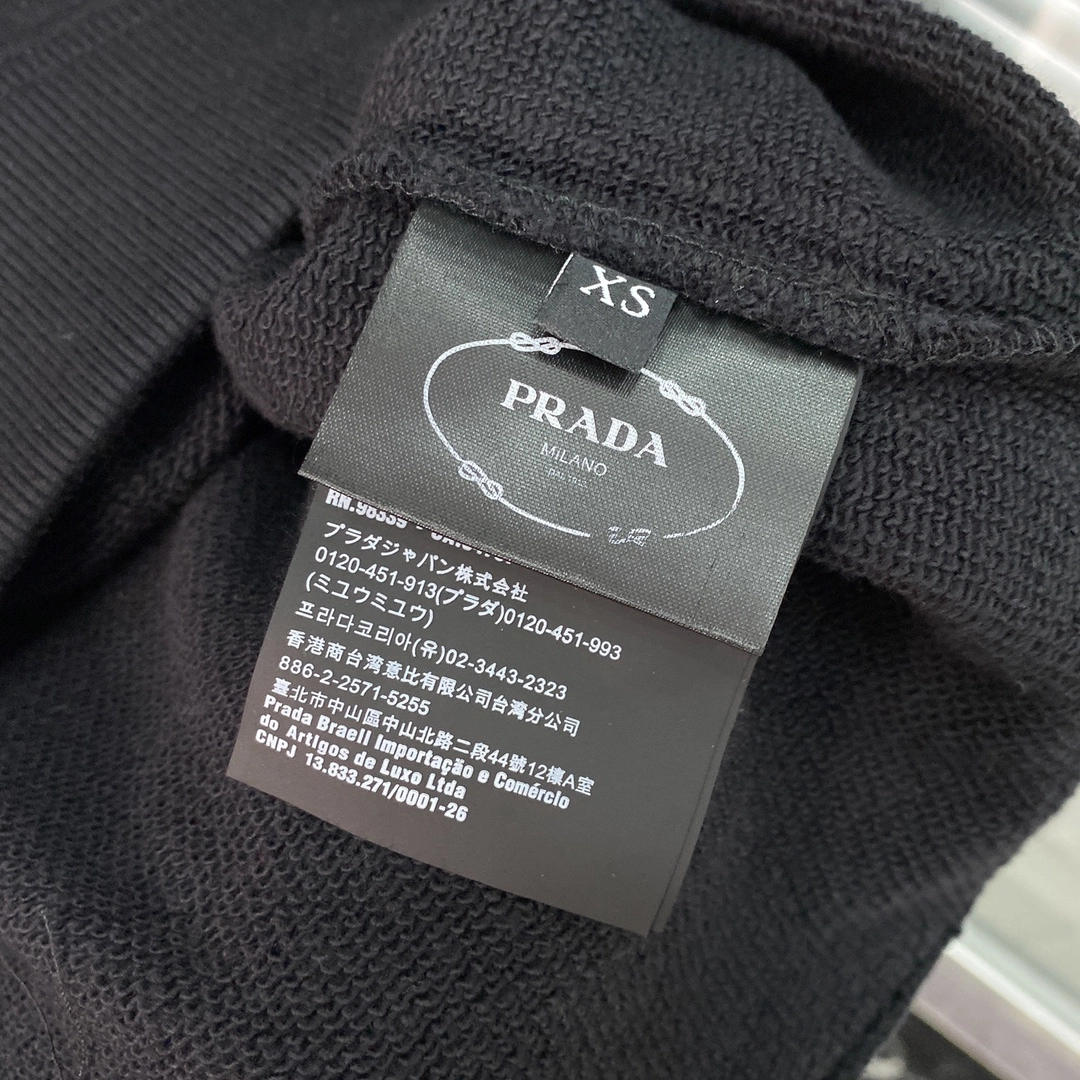 XS
PRADA
MILANO
プラダジャパン株式会社
0120-451-913(プラダ)0120-451-993
(ミュウミュウ)
프라다코리아(유)02-3443-2323
香港商台湾意比有限公司台湾分公司
886-2-2571-5255
臺北市中山區中山北路二段44號12樓A室
Prada Braeil Importação e Comércio
do Artigos de Luxo Ltda
CNPJ 13.833.271/0001-26